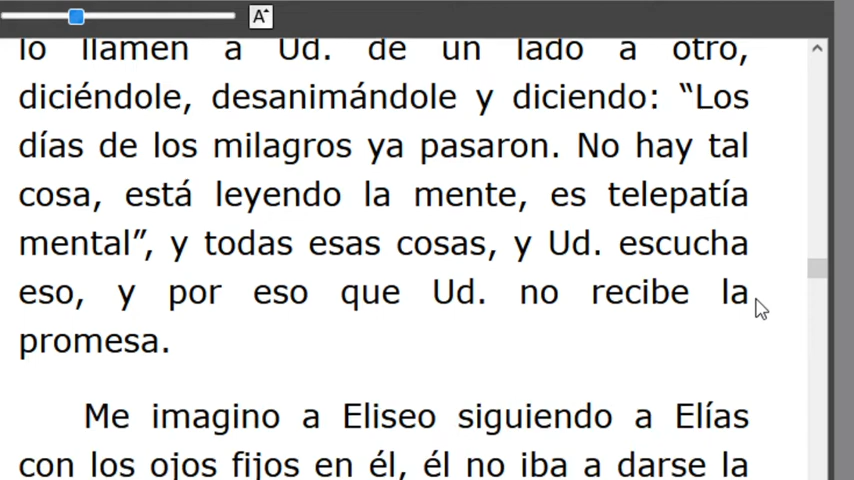 A
lo llamen a Ud. de un lado a otro,
diciéndole, desanimándole y diciendo: “Los
días de los milagros ya pasaron. No hay tal
cosa, está leyendo la mente, es telepatía
mental”, y todas esas cosas, y Ud. escucha
eso, y por eso que Ud. no recibe la
promesa.
Me imagino a Eliseo siguiendo a Elías
con los ojos fijos en él, él no iba a darse la